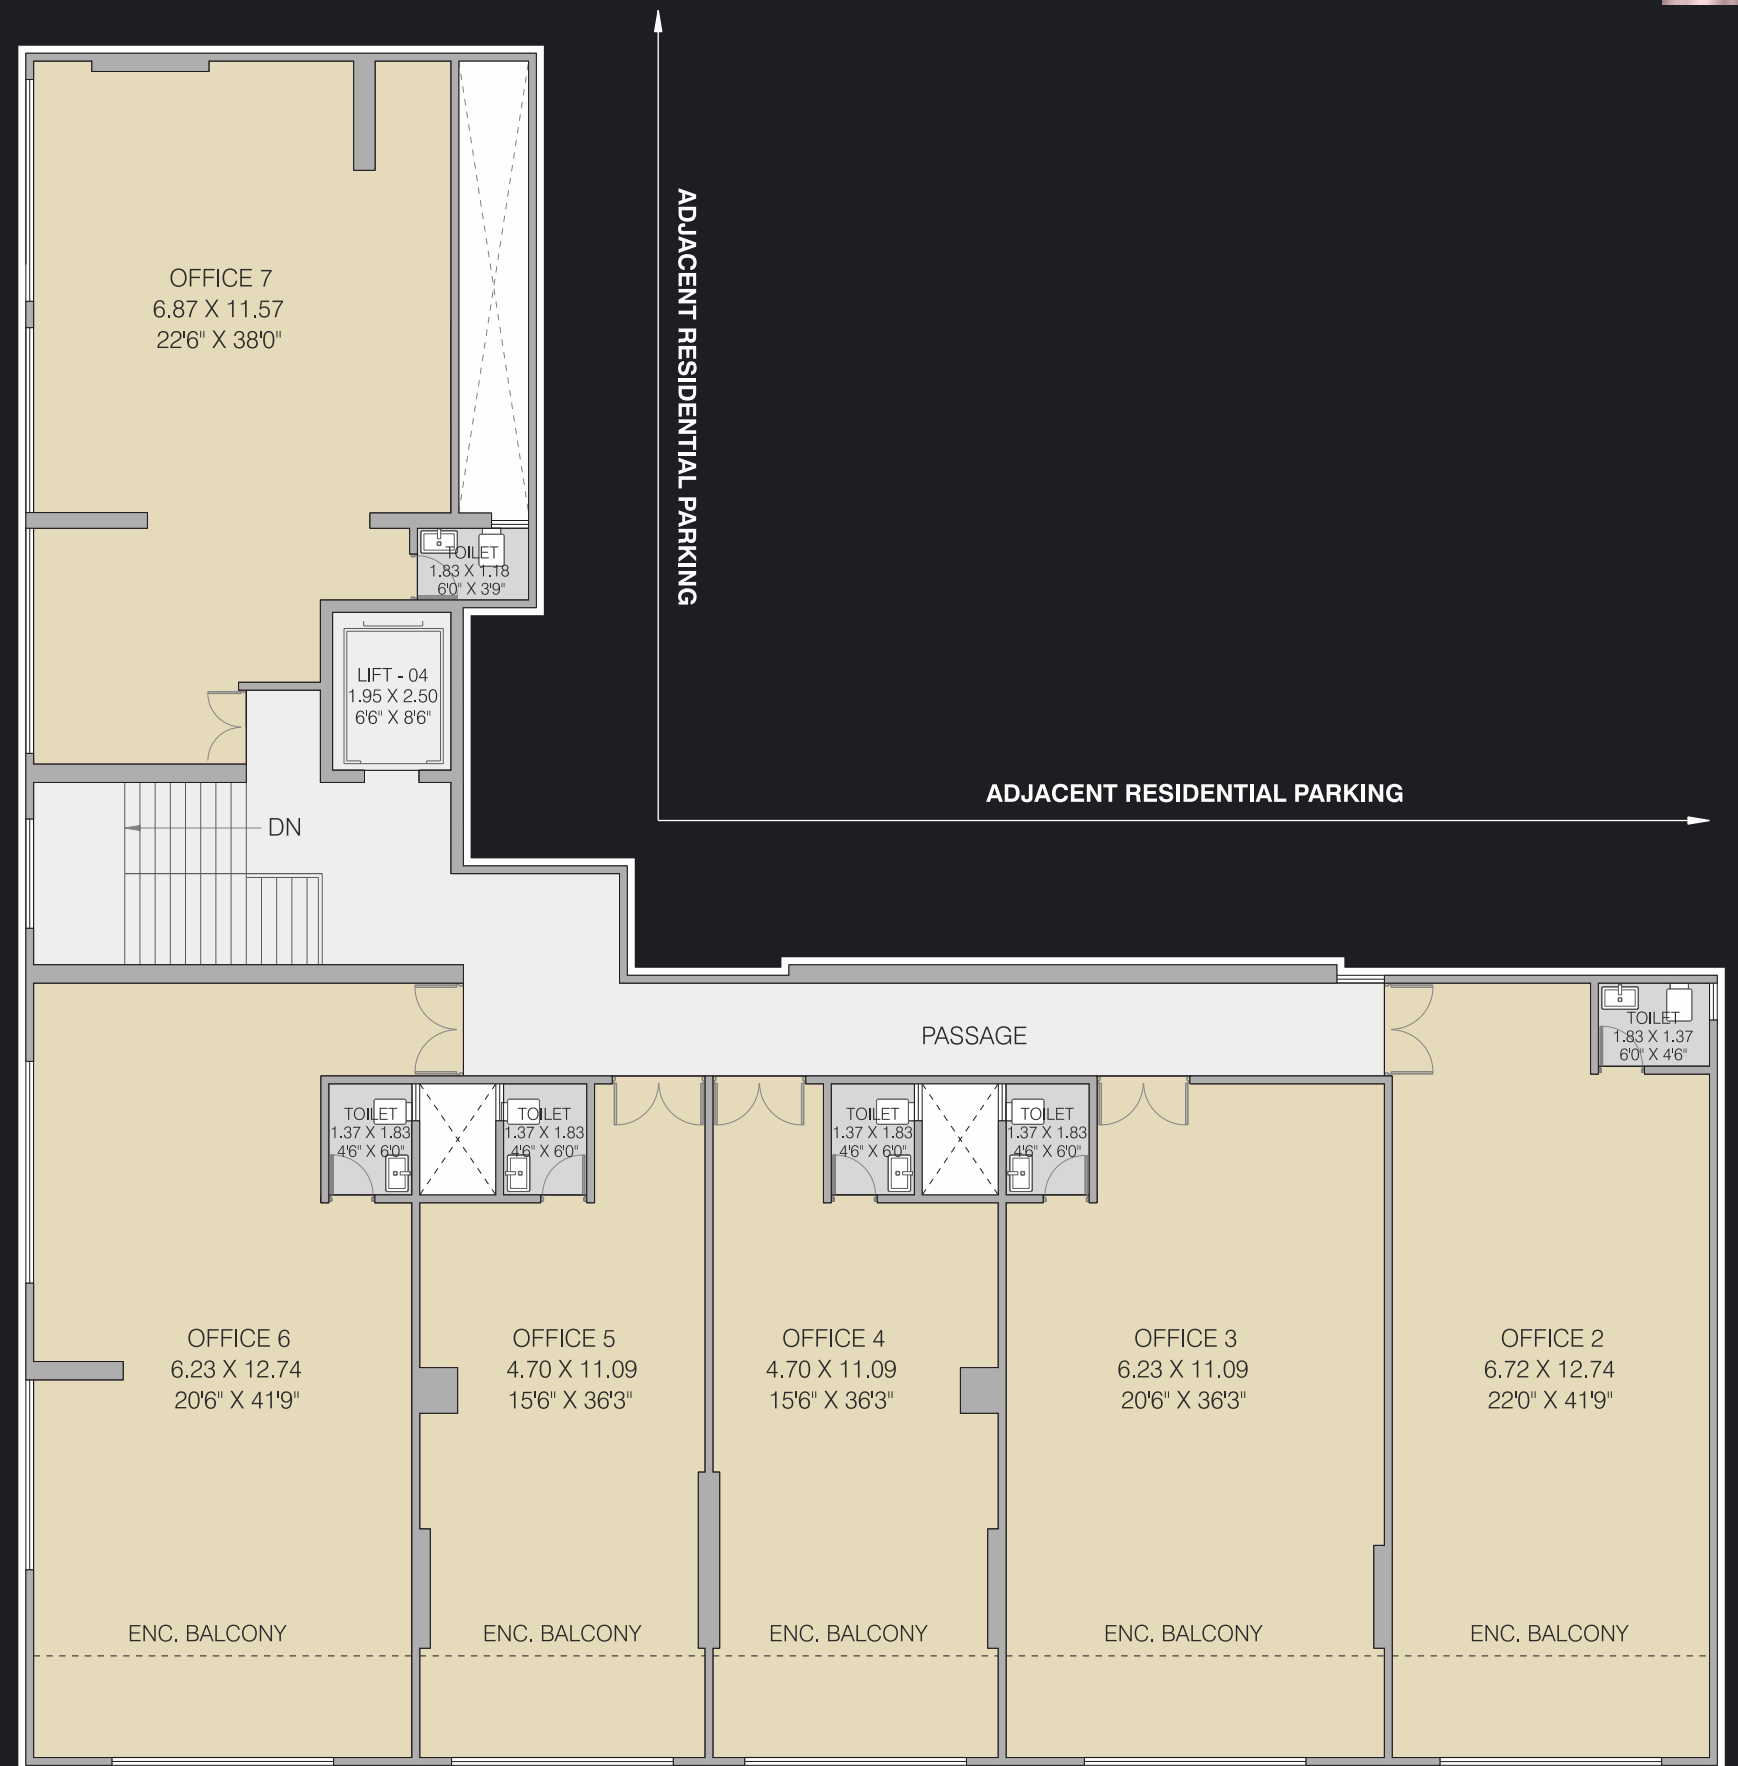 ADJACENT RESIDENTIAL PARKING
OFFICE 7
6.87 X 11.57
22'6" X 38'0"
TOILET
1.83 X 1.18
6'0" X 3'9"
LIFT - 04
1.95 X 2.50
6'6" X 8'6"
ADJACENT RESIDENTIAL PARKING
DN
PASSAGE
TOILET
1.83 X 1.37
6'0" X 4'6"
TOILET
1.37 X 1.83
4'6" X 6'0"
TOILET
1.37 X 1.83
4'6" X 6'0"
TOILET
1.37 X 1.83
4'6" X 6'0"
TOILET
1.37 X 1.83
4'6" X 6'0"
OFFICE 6
6.23 X 12.74
20'6" X 41'9"
OFFICE 5
4.70 X 11.09
15'6" X 36'3"
OFFICE 4
4.70 X 11.09
15'6" X 36'3"
OFFICE 3
6.23 X 11.09
20'6" X 36'3"
OFFICE 2
6.72 X 12.74
22'0" X 41'9"
ENC. BALCONY
ENC. BALCONY
ENC. BALCONY
ENC. BALCONY
ENC. BALCONY